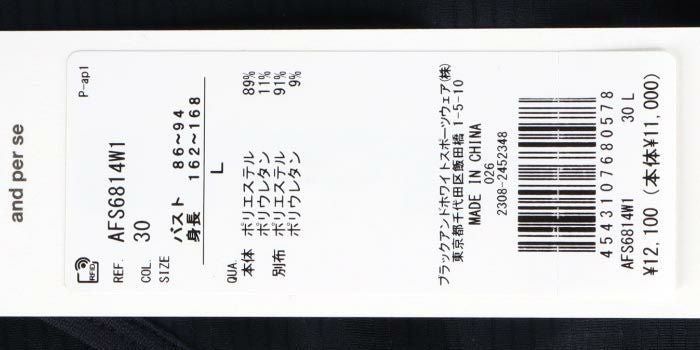 and per se
P-ap1
RFID
REF. AFS6814W1
COL. 30
SIZE バスト 86~94
身長 162~168
L
QUA.
本体 ポリエステル 89%
ポリウレタン 11%
別布 ポリエステル 91%
ポリウレタン 9%
ブラックアンドホワイトスポーツウェア(株)
東京都千代田区飯田橋 1-5-10
MADE IN CHINA
026
2308-2452348
4543107680578
30 L
AFS6814W1
¥12,100 (本体¥11,000)